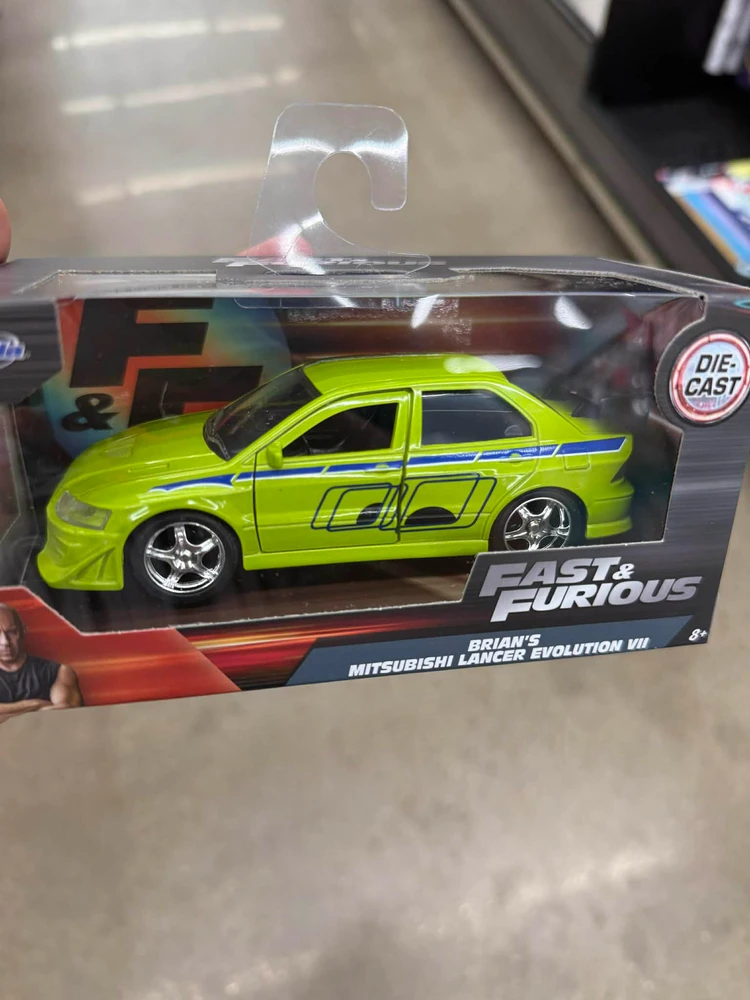 F
&
F
DIE-
CAST
FAST&
FURIOUS
BRIAN'S
MITSUBISHI LANCER EVOLUTION VII
8+